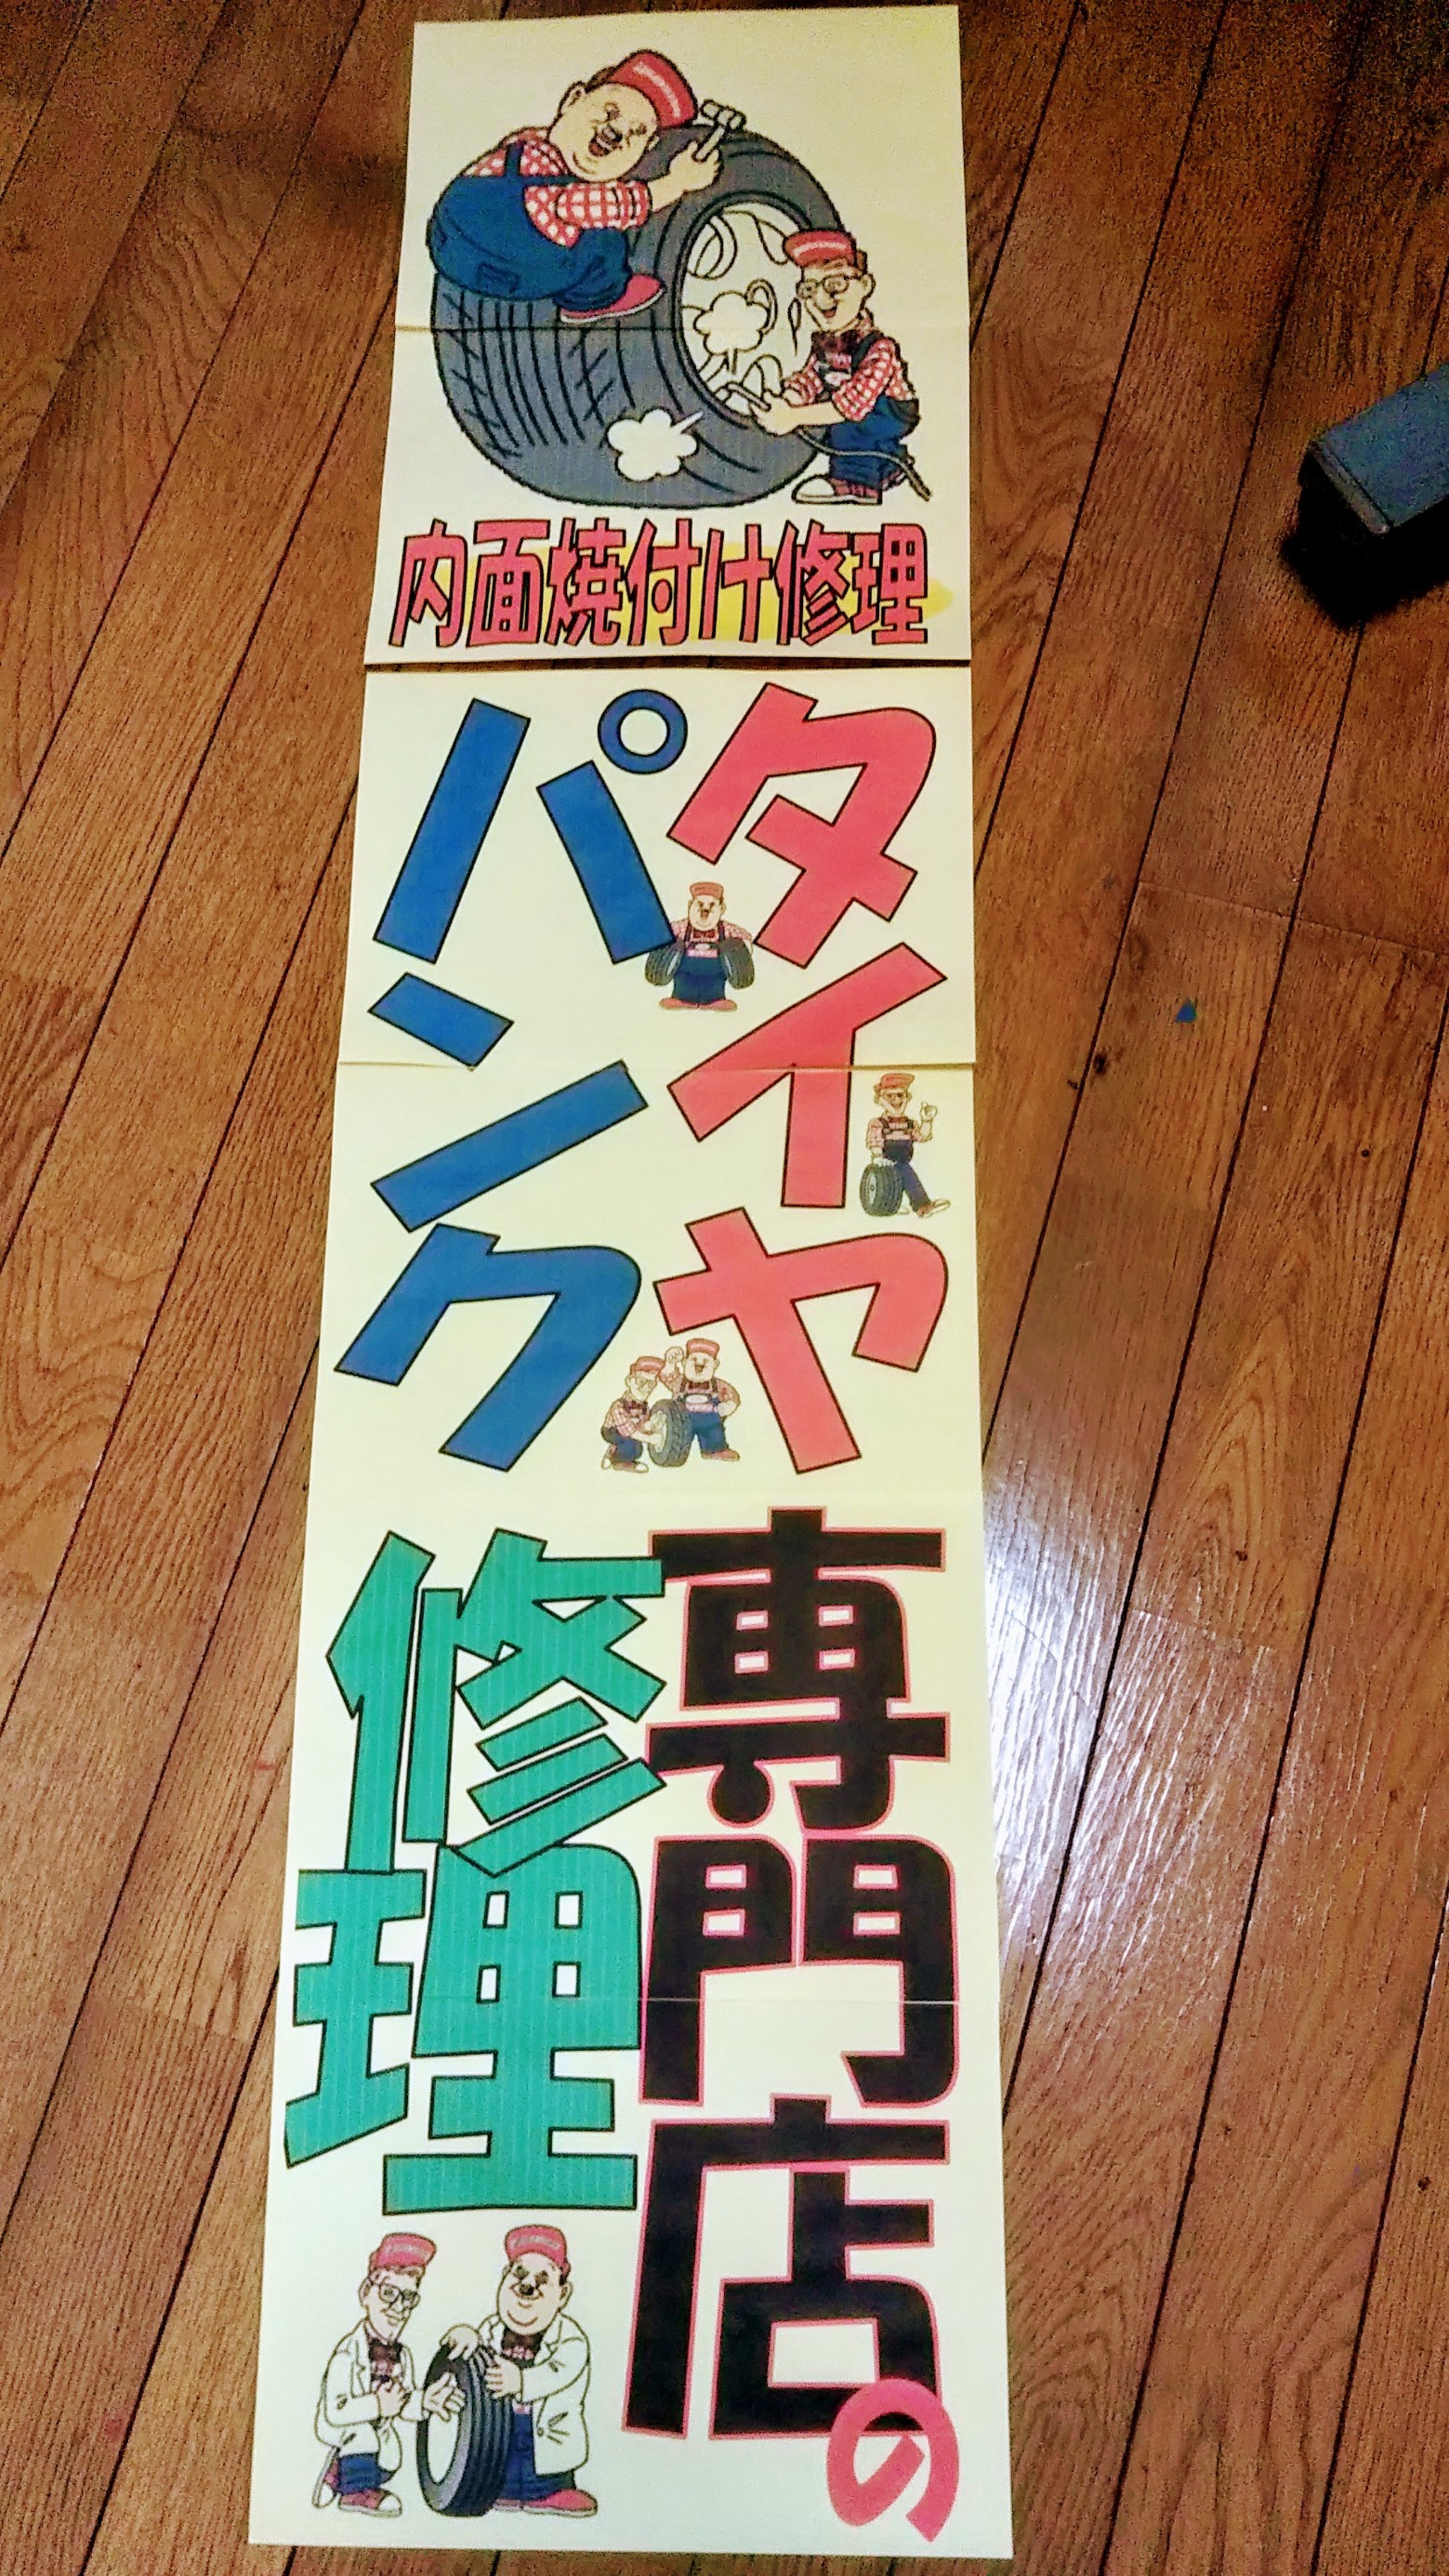 内面焼付け修理
タイヤ専門店の
パンク修理